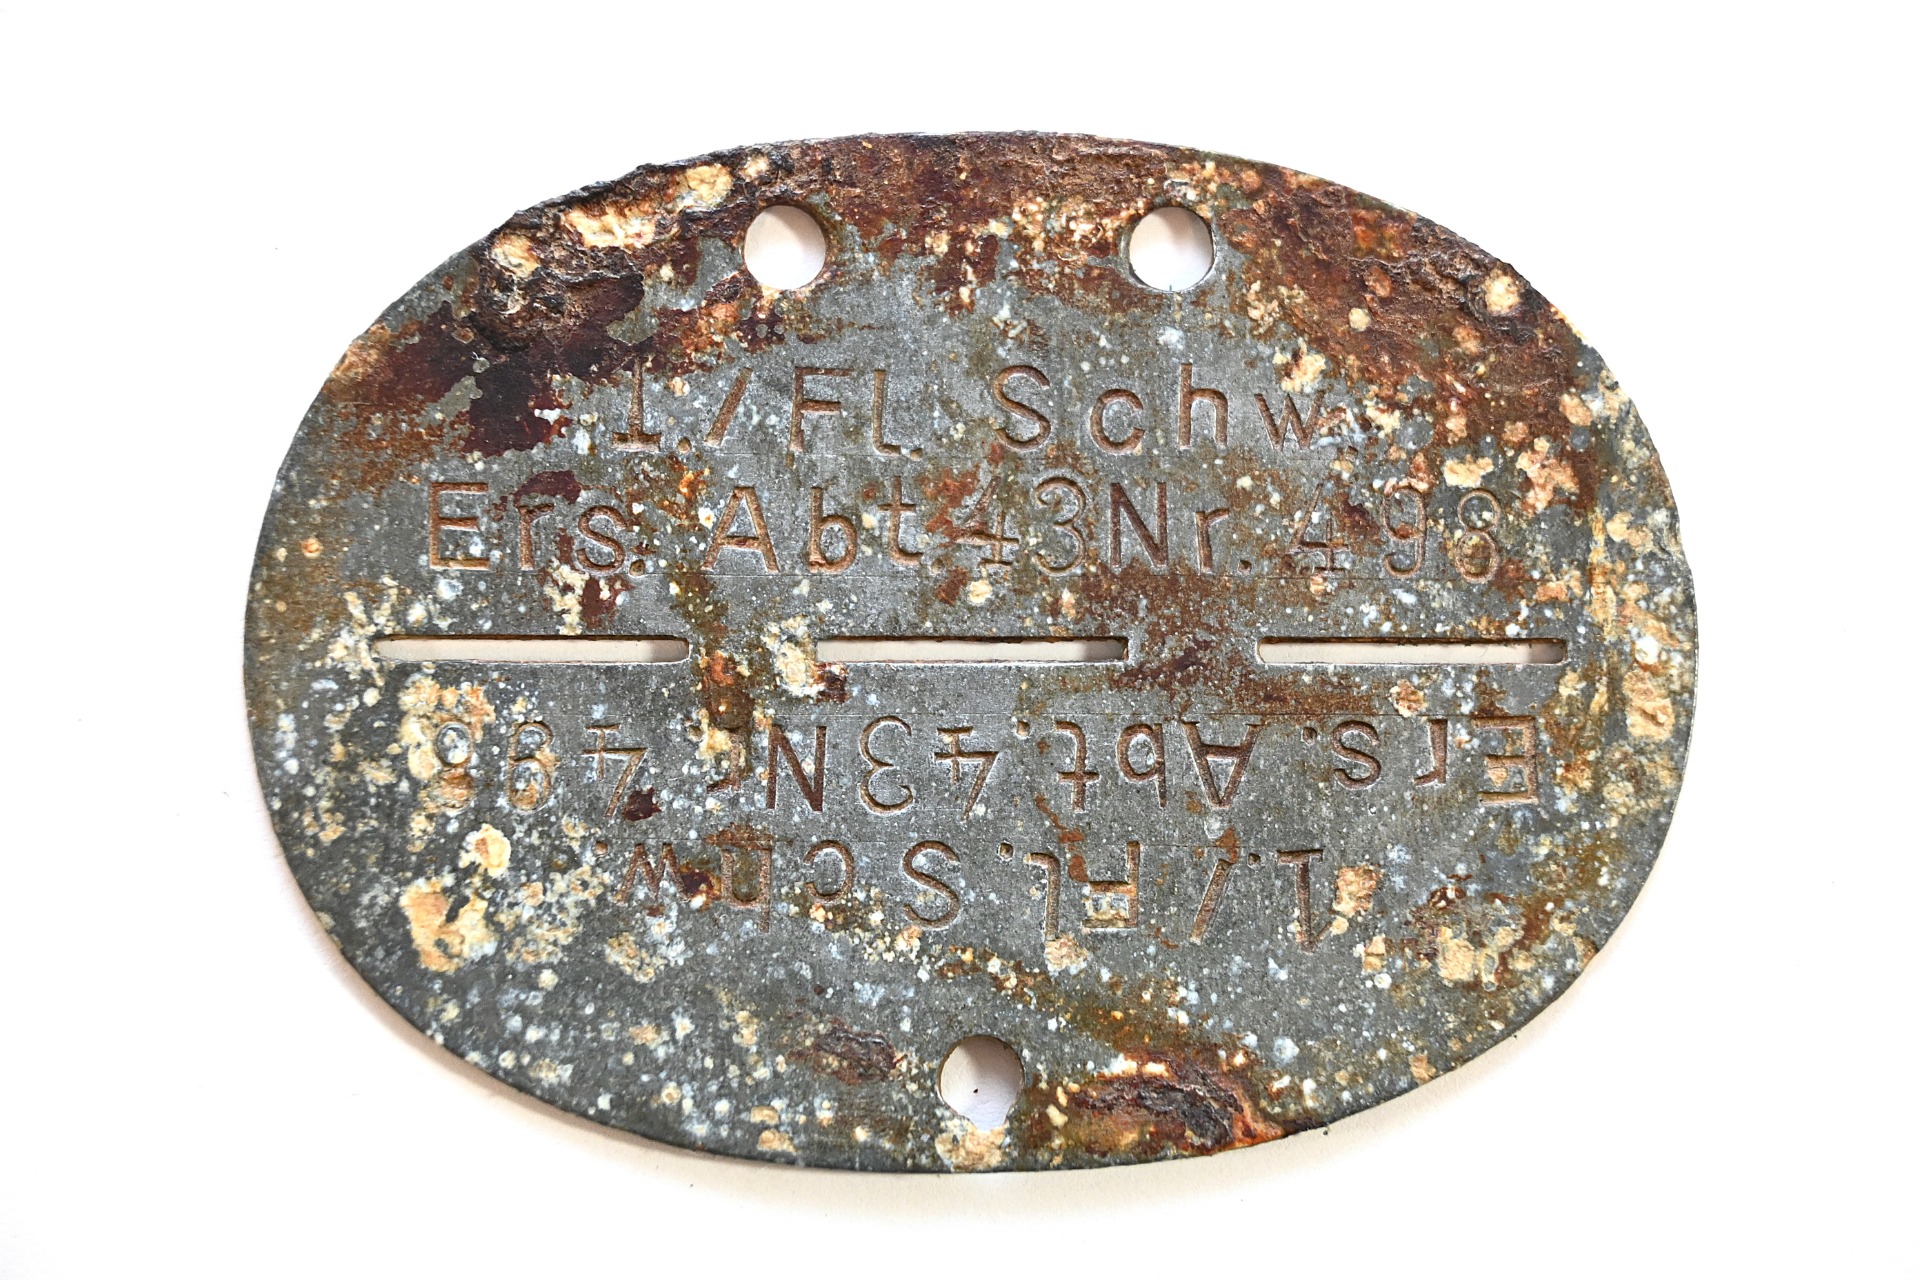 1./Fl. Schw.
Ers. Abt. 43 Nr. 498
Ers. Abt. 43 Nr. 498
1./Fl. Schw.